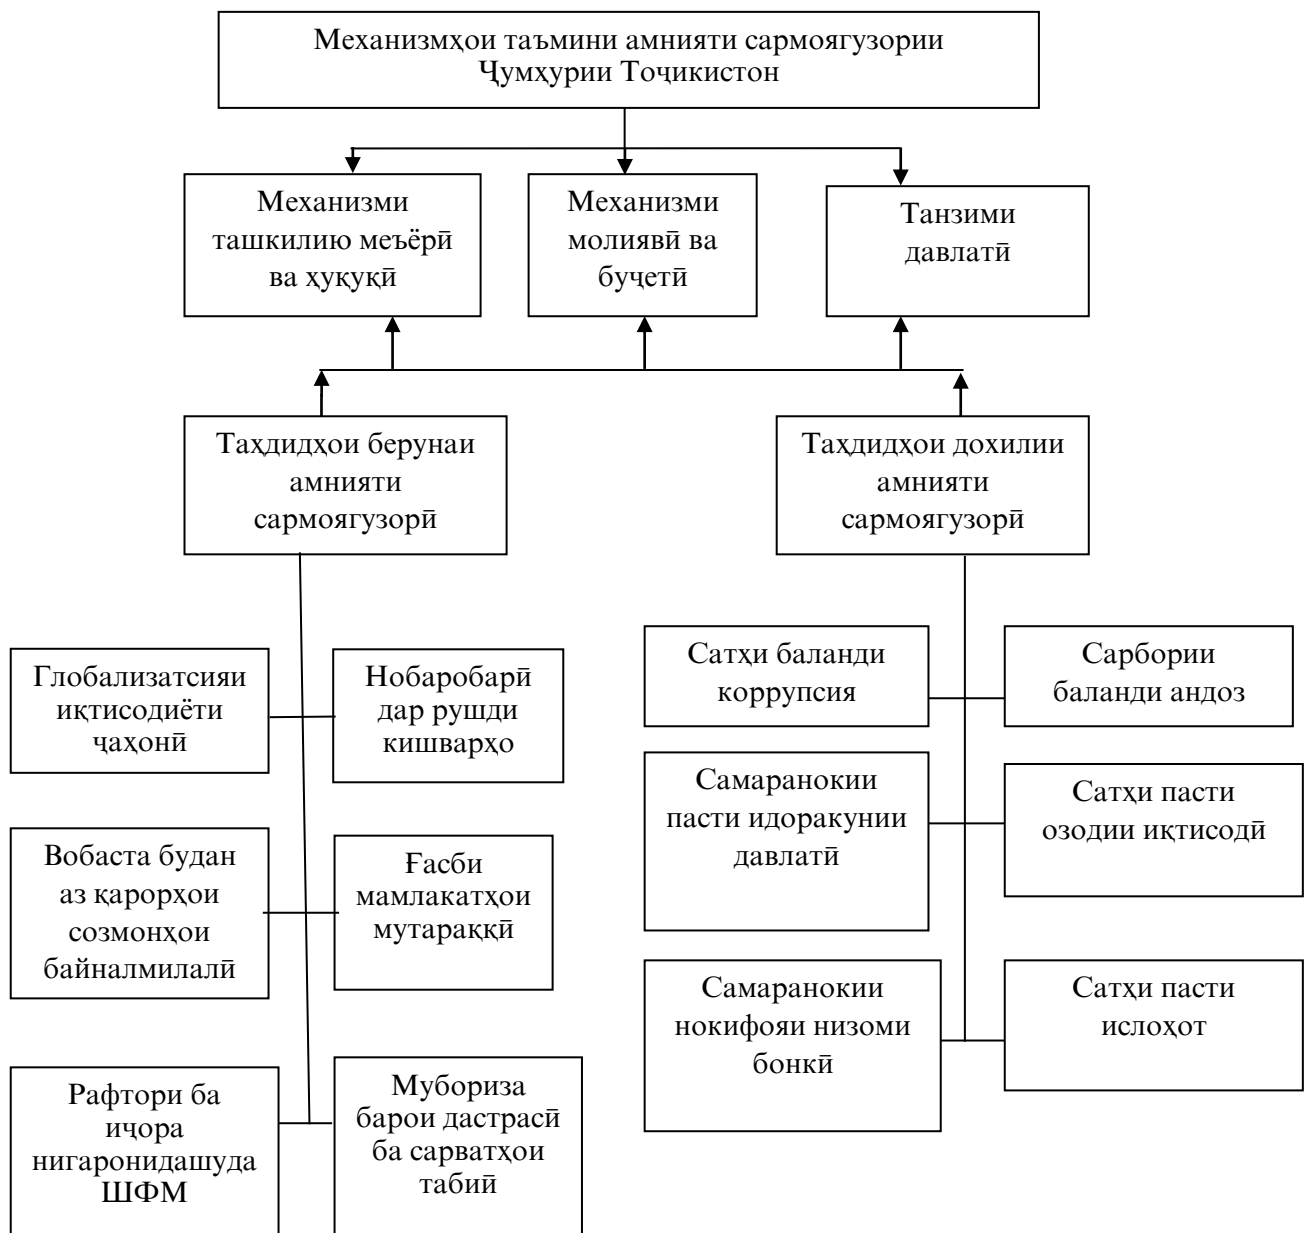 Механизмҳои таъмини амнияти сармоягузории
Ҷумҳурии Тоҷикистон
Механизми
ташкилию меъёрӣ
ва ҳуқуқӣ
Механизми
молиявӣ ва
буҷетӣ
Танзими
давлатӣ
Таҳдидҳои берунаи
амнияти
сармоягузорӣ
Таҳдидҳои дохилии
амнияти
сармоягузорӣ
Глобализатсияи
иқтисодиёти
ҷаҳонӣ
Нобаробарӣ
дар рушди
кишварҳо
Вобаста будан
аз қарорҳои
созмонҳои
байналмилалӣ
Ғасби
мамлакатҳои
мутараққӣ
Рафтори ба
иҷора
нигаронидашуда
ШФМ
Мубориза
барои дастрасӣ
ба сарватҳои
табиӣ
Сатҳи баланди
коррупсия
Сарбории
баланди андоз
Самаранокии
пасти идоракунии
давлатӣ
Сатҳи пасти
озодии иқтисодӣ
Самаранокии
нокифояи низоми
бонкӣ
Сатҳи пасти
ислоҳот